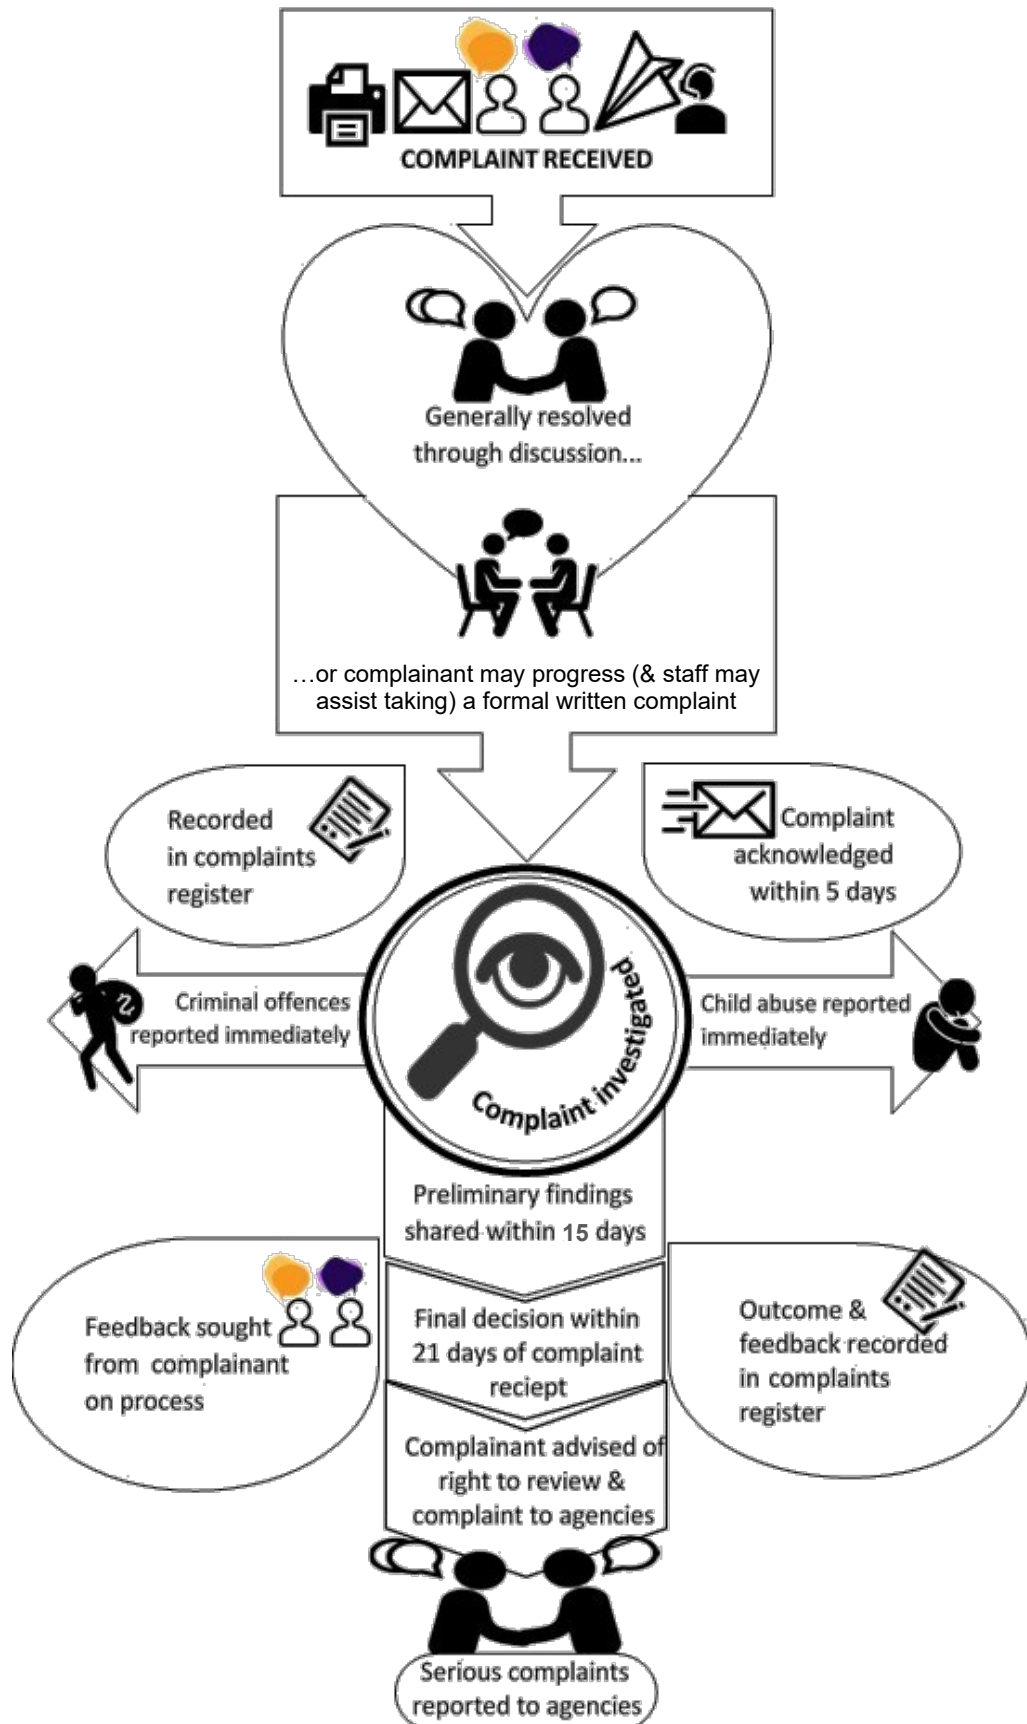 COMPLAINT RECEIVED
Generally resolved
through discussion...
…or complainant may progress (& staff may
assist taking) a formal written complaint
Recorded
in complaints
register
Complaint
acknowledged
within 5 days
Criminal offences
reported immediately
Child abuse reported
immediately
Complaint investigated
Preliminary findings
shared within 15 days
Feedback sought
from complainant
on process
Final decision within
21 days of complaint
reciept
Outcome &
feedback recorded
in complaints
register
Complainant advised of
right to review &
complaint to agencies
Serious complaints
reported to agencies